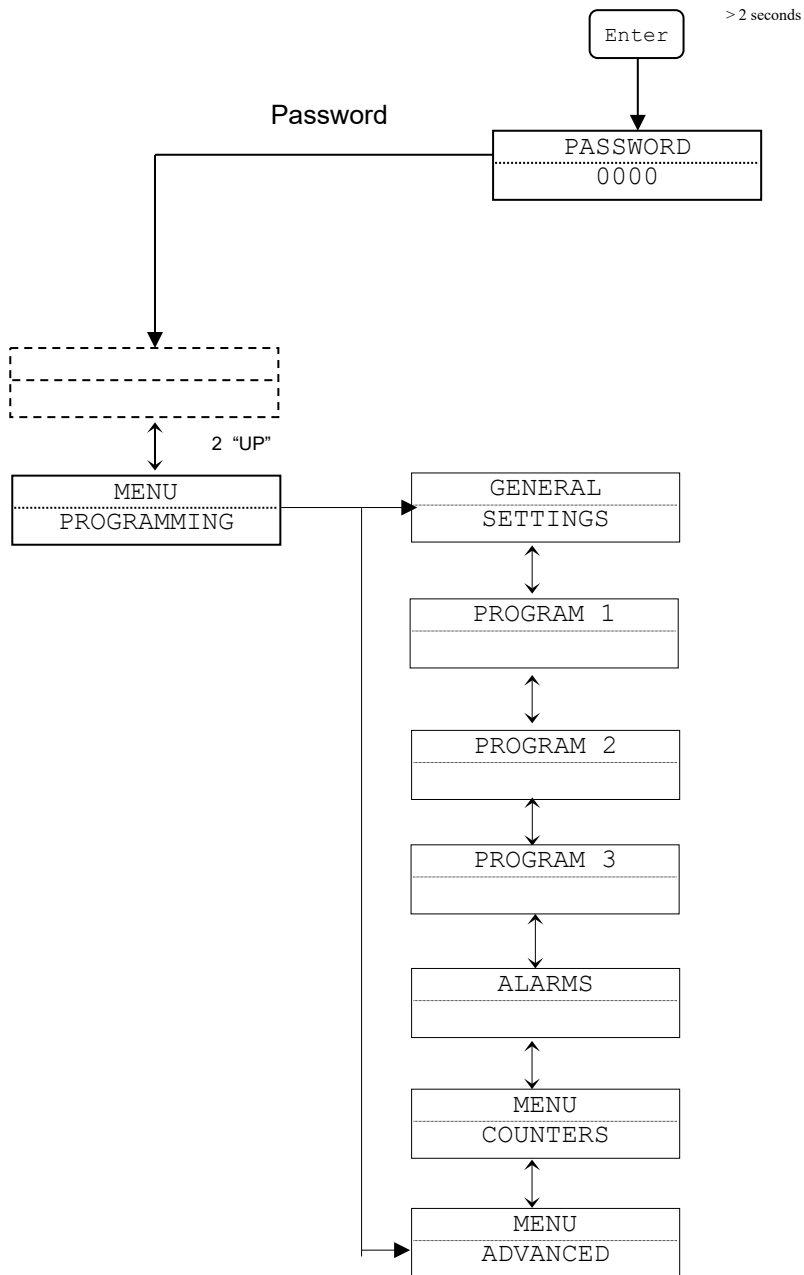 > 2 seconds
Enter
Password
PASSWORD
0000
2 “UP”
MENU
PROGRAMMING
GENERAL
SETTINGS
PROGRAM 1
PROGRAM 2
PROGRAM 3
ALARMS
MENU
COUNTERS
MENU
ADVANCED